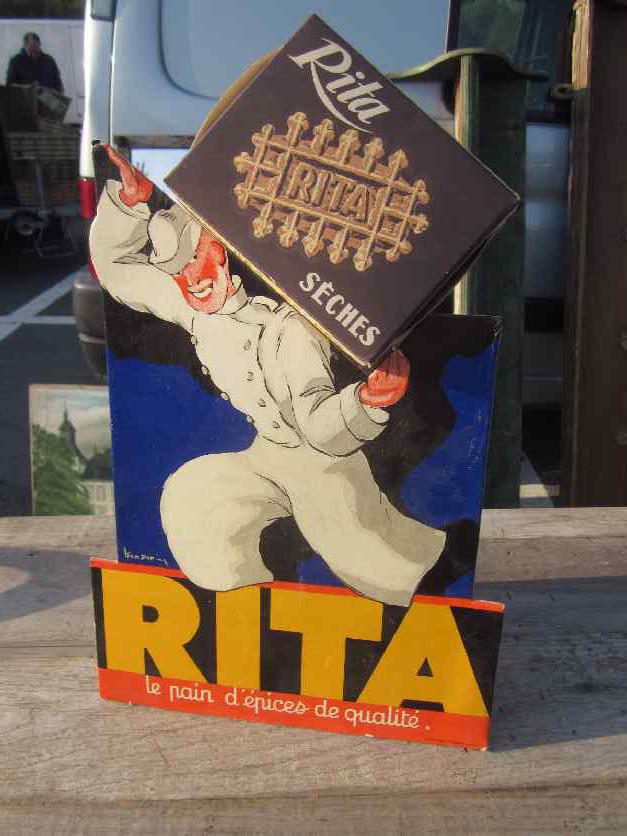 Rita
RITA
SÈCHES
RITA
le pain d'épices de qualité.